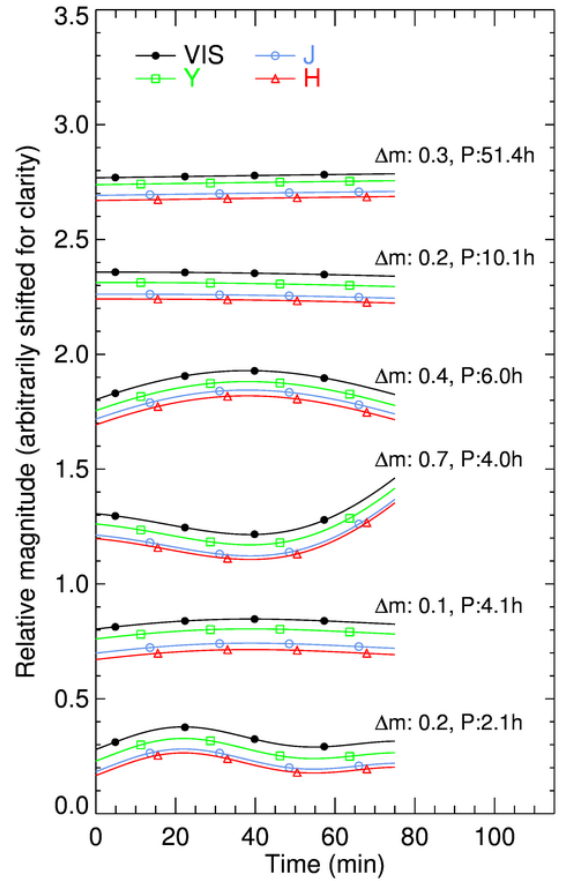 3.5
VIS
J
Y
H
3.0
Δm: 0.3, P:51.4h
2.5
Δm: 0.2, P:10.1h
2.0
Δm: 0.4, P:6.0h
1.5
Δm: 0.7, P:4.0h
1.0
Δm: 0.1, P:4.1h
0.5
Δm: 0.2, P:2.1h
0.0
0 20 40 60 80 100
Time (min)
Relative magnitude (arbitrarily shifted for clarity)